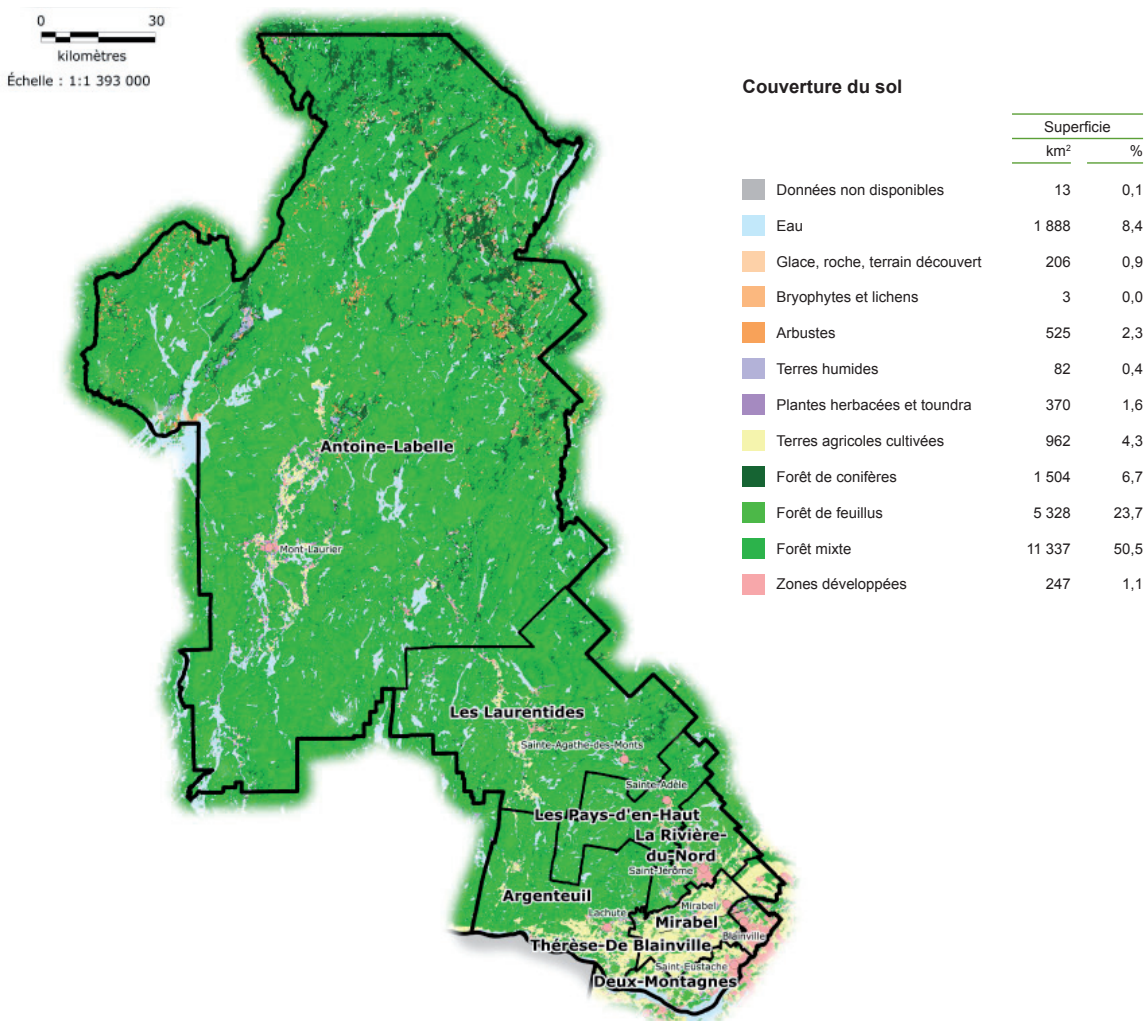 0 30
kilomètres
Échelle : 1:1 393 000
Couverture du sol
Superficie
km² %
Données non disponibles 13 0,1
Eau 1 888 8,4
Glace, roche, terrain découvert 206 0,9
Bryophytes et lichens 3 0,0
Arbustes 525 2,3
Terres humides 82 0,4
Plantes herbacées et toundra 370 1,6
Terres agricoles cultivées 962 4,3
Forêt de conifères 1 504 6,7
Forêt de feuillus 5 328 23,7
Forêt mixte 11 337 50,5
Zones développées 247 1,1
Antoine-Labelle
Mont-Laurier
Les Laurentides
Sainte-Agathe-des-Monts
Sainte-Adèle
Les Pays-d'en-Haut
La Rivière-
du-Nord
Saint-Jérôme
Argenteuil
Lachute
Mirabel
Mirabel
Blainville
Thérèse-De Blainville
Saint-Eustache
Deux-Montagnes